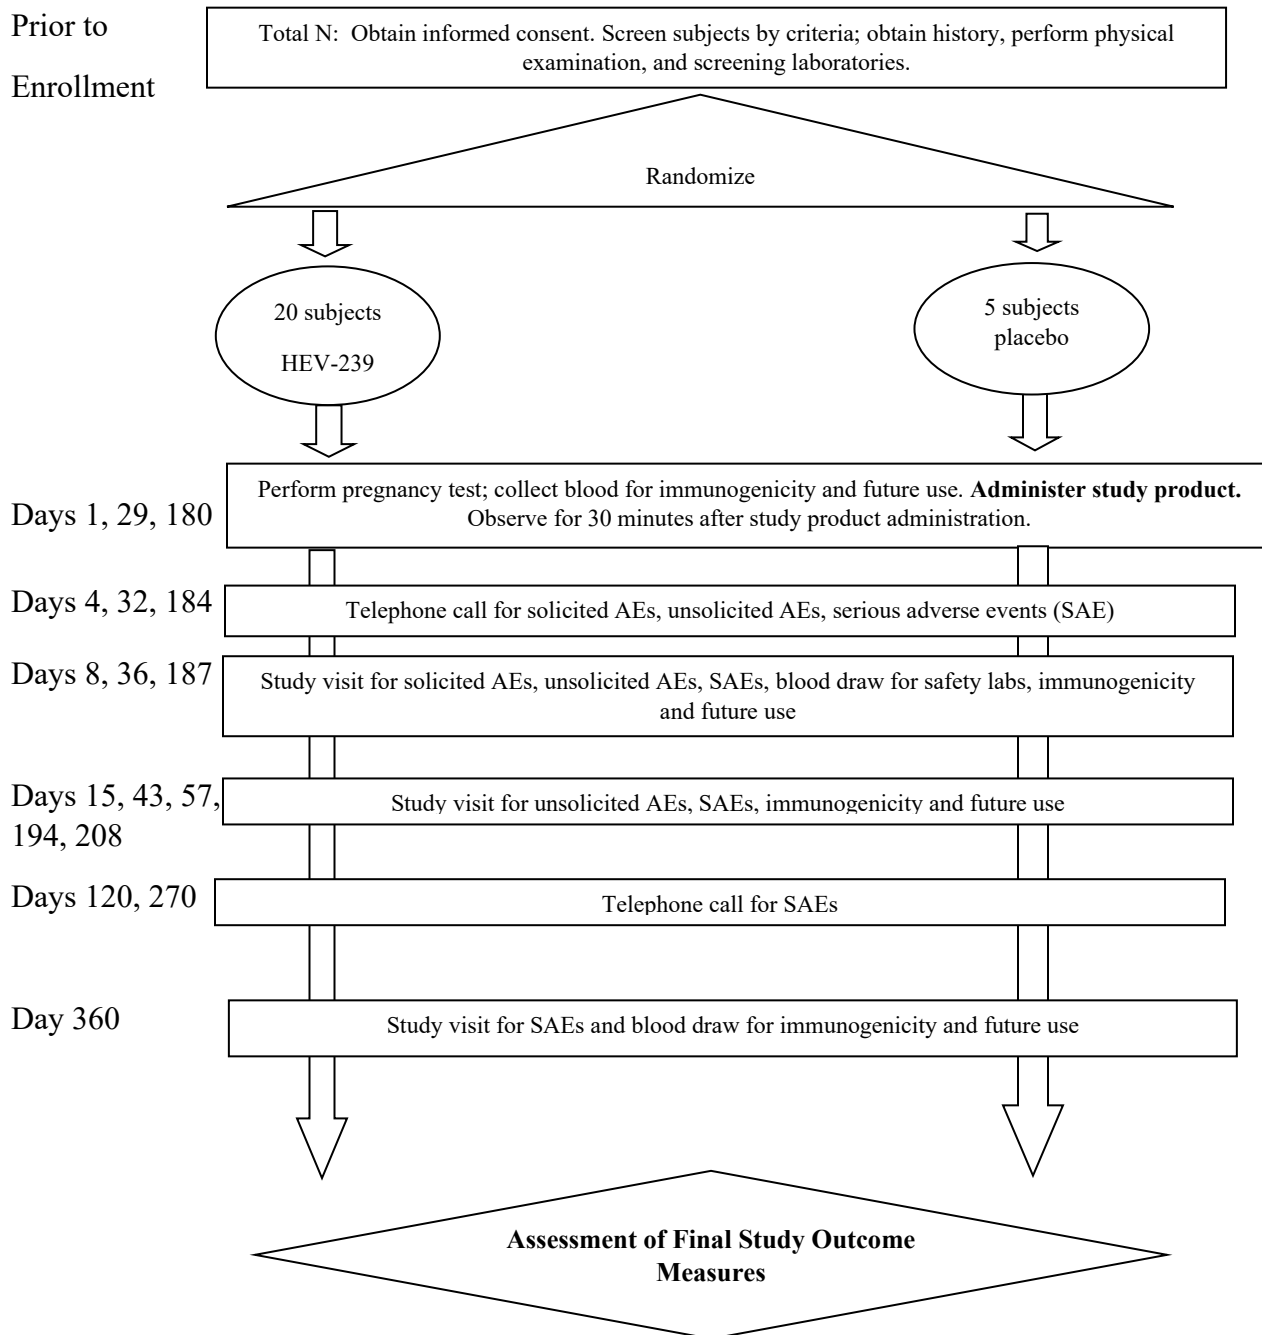 Prior to
Enrollment
Total N: Obtain informed consent. Screen subjects by criteria; obtain history, perform physical
examination, and screening laboratories.
Randomize
20 subjects
HEV-239
5 subjects
placebo
Days 1, 29, 180
Perform pregnancy test; collect blood for immunogenicity and future use. Administer study product.
Observe for 30 minutes after study product administration.
Days 4, 32, 184
Telephone call for solicited AEs, unsolicited AEs, serious adverse events (SAE)
Days 8, 36, 187
Study visit for solicited AEs, unsolicited AEs, SAEs, blood draw for safety labs, immunogenicity
and future use
Days 15, 43, 57,
194, 208
Study visit for unsolicited AEs, SAEs, immunogenicity and future use
Days 120, 270
Telephone call for SAEs
Day 360
Study visit for SAEs and blood draw for immunogenicity and future use
Assessment of Final Study Outcome
Measures